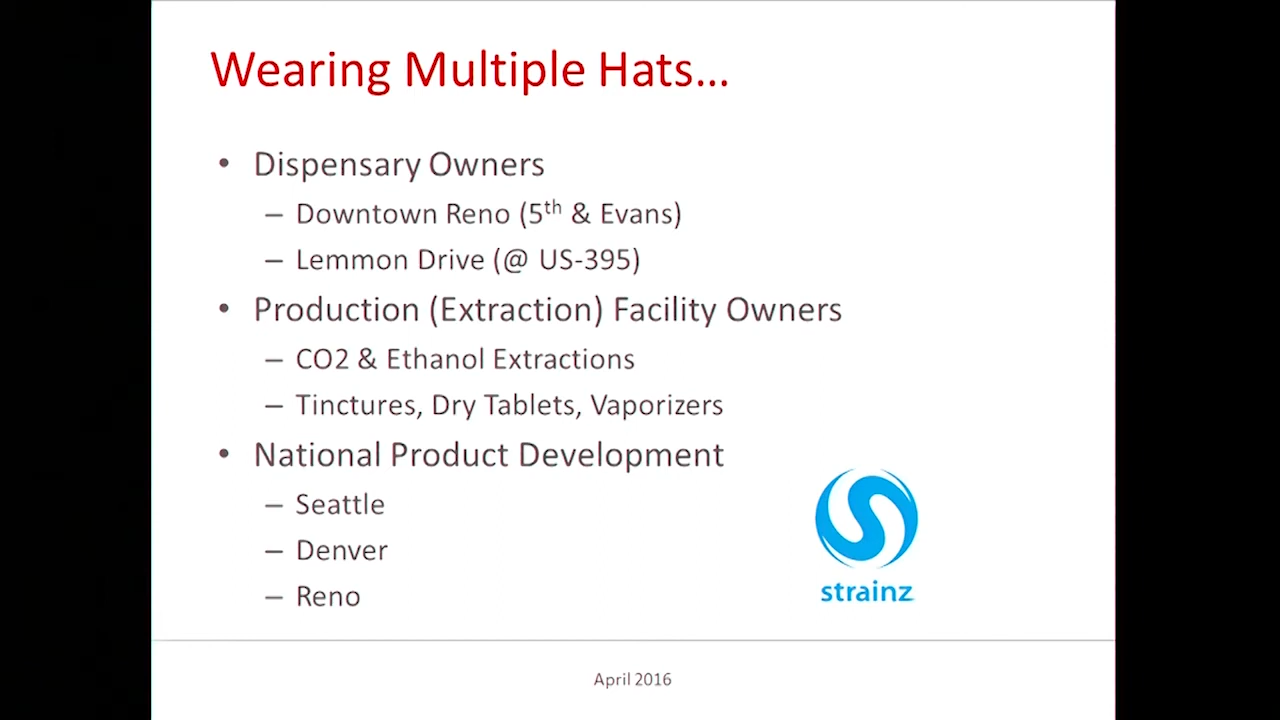 Wearing Multiple Hats…
• Dispensary Owners
– Downtown Reno (5th & Evans)
– Lemmon Drive (@ US-395)
• Production (Extraction) Facility Owners
– CO2 & Ethanol Extractions
– Tinctures, Dry Tablets, Vaporizers
• National Product Development
– Seattle
– Denver
– Reno
strainz
April 2016